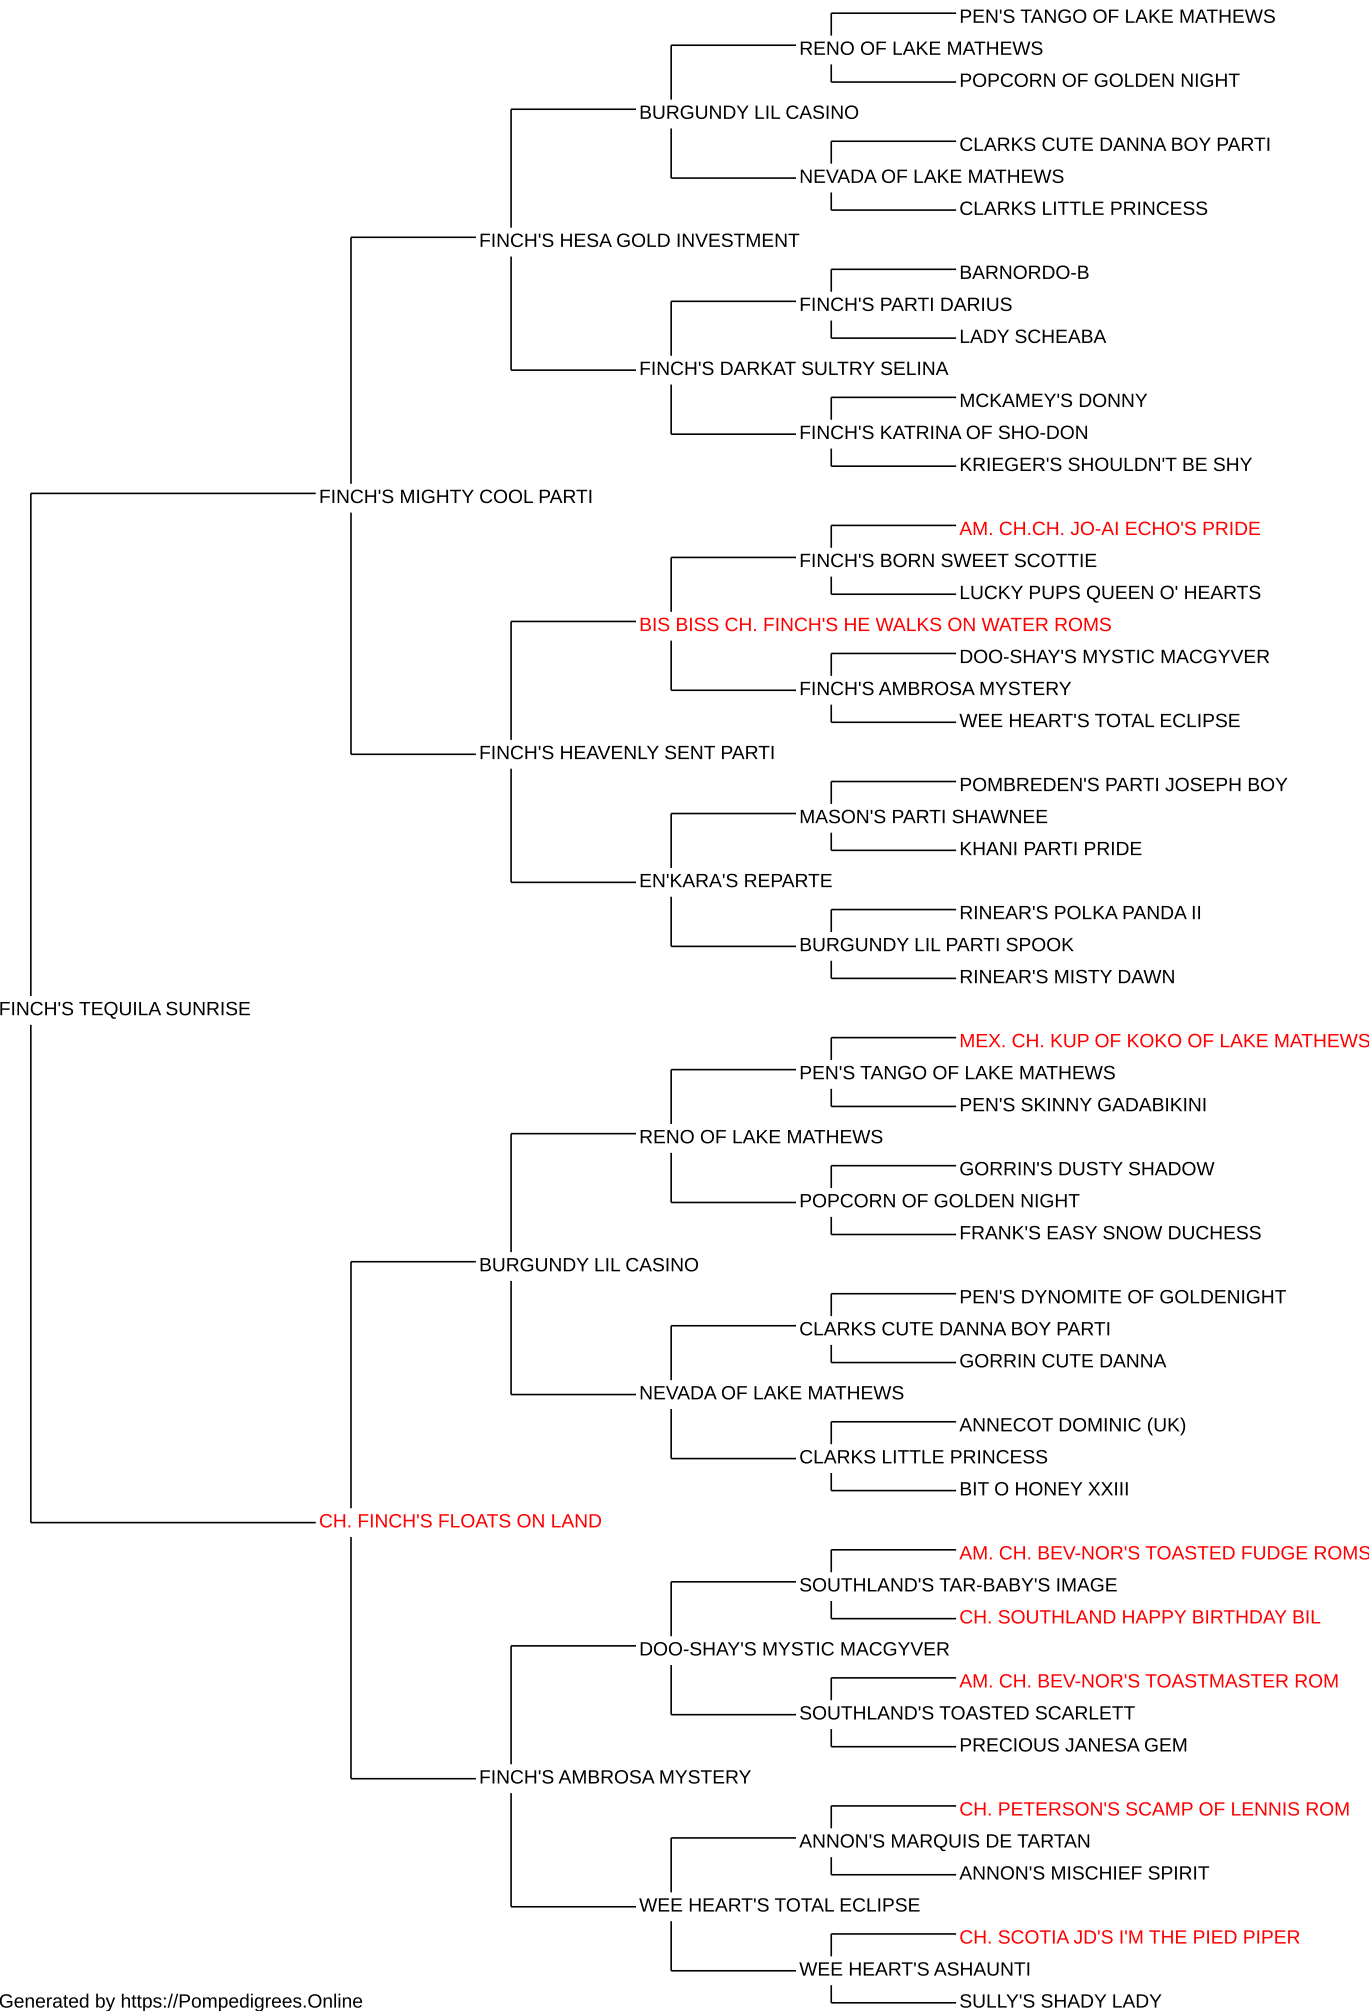 PEN'S TANGO OF LAKE MATHEWS
RENO OF LAKE MATHEWS
POPCORN OF GOLDEN NIGHT
BURGUNDY LIL CASINO
CLARKS CUTE DANNA BOY PARTI
NEVADA OF LAKE MATHEWS
CLARKS LITTLE PRINCESS
FINCH'S HESA GOLD INVESTMENT
BARNORDO-B
FINCH'S PARTI DARIUS
LADY SCHEABA
FINCH'S DARKAT SULTRY SELINA
MCKAMEY'S DONNY
FINCH'S KATRINA OF SHO-DON
KRIEGER'S SHOULDN'T BE SHY
FINCH'S MIGHTY COOL PARTI
AM. CH.CH. JO-AI ECHO'S PRIDE
FINCH'S BORN SWEET SCOTTIE
LUCKY PUPS QUEEN O' HEARTS
BIS BISS CH. FINCH'S HE WALKS ON WATER ROMS
DOO-SHAY'S MYSTIC MACGYVER
FINCH'S AMBROSA MYSTERY
WEE HEART'S TOTAL ECLIPSE
FINCH'S HEAVENLY SENT PARTI
POMBREDEN'S PARTI JOSEPH BOY
MASON'S PARTI SHAWNEE
KHANI PARTI PRIDE
EN'KARA'S REPARTE
RINEAR'S POLKA PANDA II
BURGUNDY LIL PARTI SPOOK
RINEAR'S MISTY DAWN
FINCH'S TEQUILA SUNRISE
MEX. CH. KUP OF KOKO OF LAKE MATHEWS
PEN'S TANGO OF LAKE MATHEWS
PEN'S SKINNY GADABIKINI
RENO OF LAKE MATHEWS
GORRIN'S DUSTY SHADOW
POPCORN OF GOLDEN NIGHT
FRANK'S EASY SNOW DUCHESS
BURGUNDY LIL CASINO
PEN'S DYNOMITE OF GOLDENIGHT
CLARKS CUTE DANNA BOY PARTI
GORRIN CUTE DANNA
NEVADA OF LAKE MATHEWS
ANNECOT DOMINIC (UK)
CLARKS LITTLE PRINCESS
BIT O HONEY XXIII
CH. FINCH'S FLOATS ON LAND
AM. CH. BEV-NOR'S TOASTED FUDGE ROMS
SOUTHLAND'S TAR-BABY'S IMAGE
CH. SOUTHLAND HAPPY BIRTHDAY BIL
DOO-SHAY'S MYSTIC MACGYVER
AM. CH. BEV-NOR'S TOASTMASTER ROM
SOUTHLAND'S TOASTED SCARLETT
PRECIOUS JANESA GEM
FINCH'S AMBROSA MYSTERY
CH. PETERSON'S SCAMP OF LENNIS ROM
ANNON'S MARQUIS DE TARTAN
ANNON'S MISCHIEF SPIRIT
WEE HEART'S TOTAL ECLIPSE
CH. SCOTIA JD'S I'M THE PIED PIPER
WEE HEART'S ASHAUNTI
SULLY'S SHADY LADY
Generated by https://Pompedigrees.Online